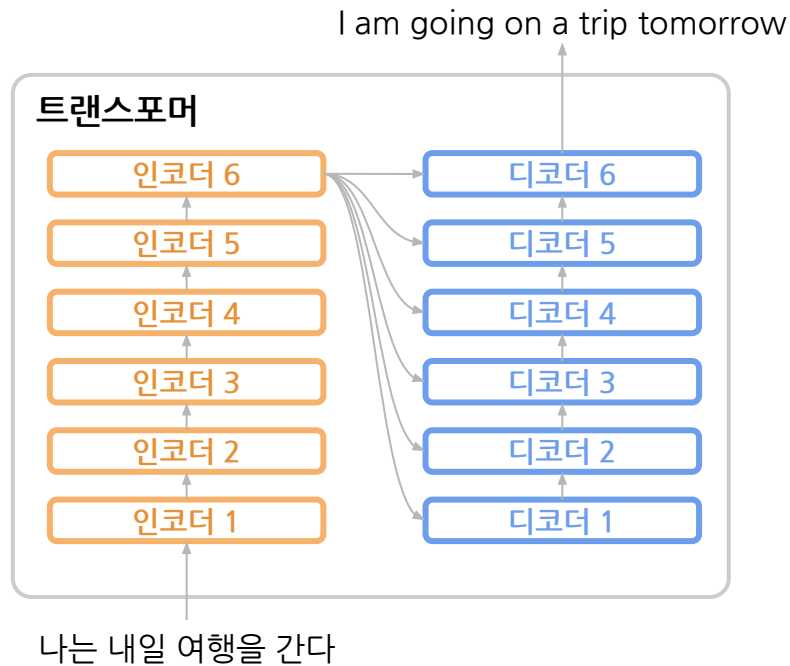 I am going on a trip tomorrow
트랜스포머
인코더 6
디코더 6
인코더 5
디코더 5
인코더 4
디코더 4
인코더 3
디코더 3
인코더 2
디코더 2
인코더 1
디코더 1
나는 내일 여행을 간다